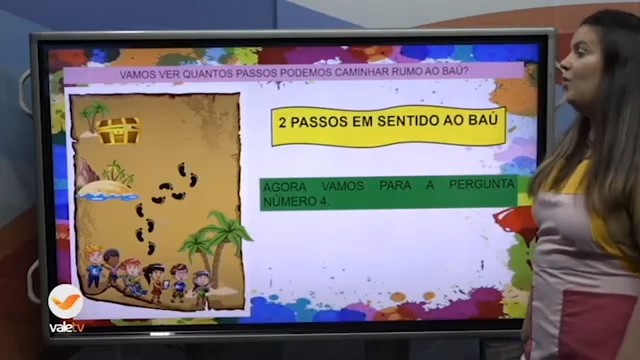 VAMOS VER QUANTOS PASSOS PODEMOS CAMINHAR RUMO AO BAÚ?
2 PASSOS EM SENTIDO AO BAÚ
AGORA VAMOS PARA A PERGUNTA
NÚMERO 4.
valetv